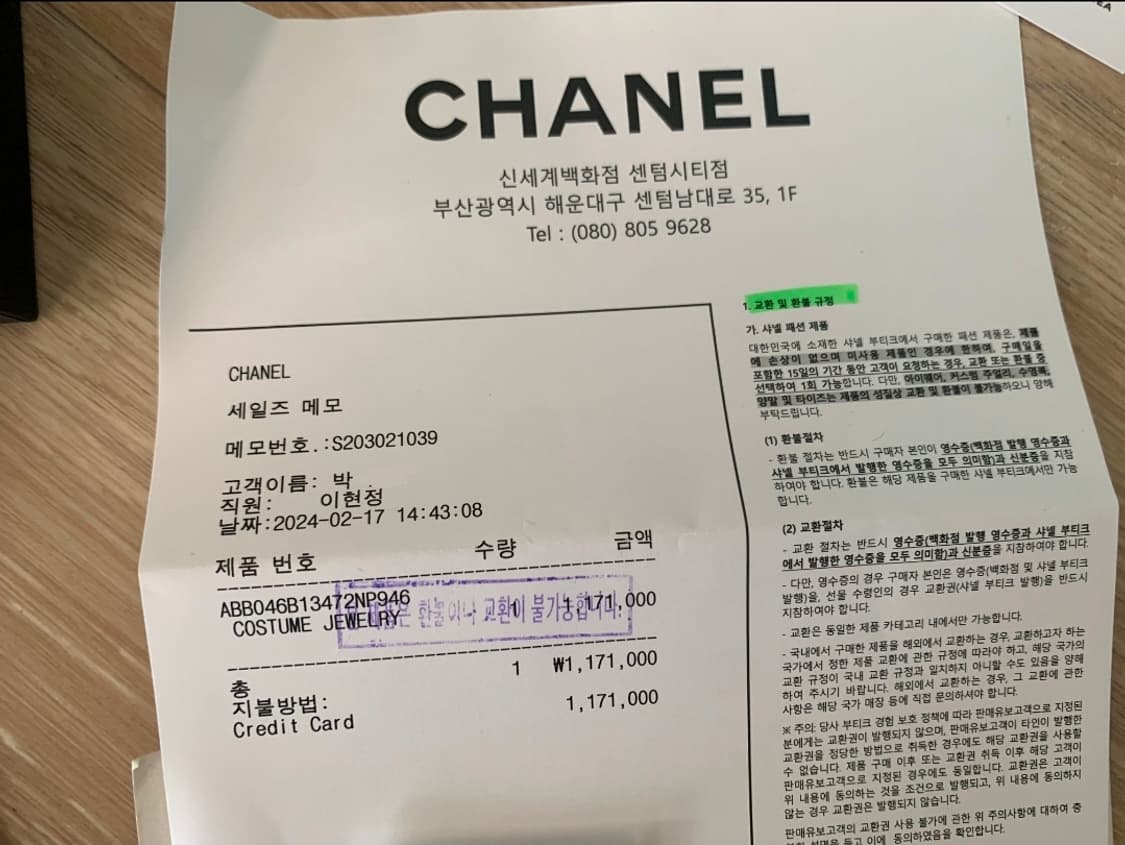 CHANEL
신세계백화점 센텀시티점
부산광역시 해운대구 센텀남대로 35, 1F
Tel : (080) 805 9628
CHANEL
세일즈 메모
메모번호.:S203021039
고객이름: 박
직원: 이현정
날짜:2024-02-17 14:43:08
제품 번호 수량 금액
ABB046B13472NP946 1 1,171,000
COSTUME JEWELRY
제품은 환불이나 교환이 불가능합니다.
총 1 ₩1,171,000
지불방법: 1,171,000
Credit Card
1. 교환 및 환불 규정
가. 샤넬 패션 제품
대한민국에 소재한 샤넬 부티크에서 구매한 패션 제품은, 제품
에 손상이 없으며 미사용 제품인 경우에 한하여, 구매일을
포함한 15일의 기간 동안 고객이 요청하는 경우, 교환 또는 환불 중
선택하여 1회 가능합니다. 다만, 아이웨어, 커스텀 주얼리, 수영복,
양말 및 타이즈는 제품의 성질상 교환 및 환불이 불가능하오니 양해
부탁드립니다.
(1) 환불절차
- 환불 절차는 반드시 구매자 본인이 영수증(백화점 발행 영수증과
샤넬 부티크에서 발행한 영수증을 모두 의미함)과 신분증을 지참
하여야 합니다. 환불은 해당 제품을 구매한 샤넬 부티크에서만 가능
합니다.
(2) 교환절차
- 교환 절차는 반드시 영수증(백화점 발행 영수증과 샤넬 부티크
에서 발행한 영수증을 모두 의미함)과 신분증을 지참하여야 합니다.
- 다만, 영수증의 경우 구매자 본인은 영수증(백화점 및 샤넬 부티크
발행)을, 선물 수령인의 경우 교환권(샤넬 부티크 발행)을 반드시
지참하여야 합니다.
- 교환은 동일한 제품 카테고리 내에서만 가능합니다.
- 국내에서 구매한 제품을 해외에서 교환하는 경우, 교환하고자 하는
국가에서 정한 제품 교환에 관한 규정에 따라야 하고, 해당 국가의
교환 규정이 국내 교환 규정과 일치하지 아니할 수도 있음을 양해
하여 주시기 바랍니다. 해외에서 교환하는 경우, 그 교환에 관한
사항은 해당 국가 매장 등에 직접 문의하셔야 합니다.
※ 주의: 당사 부티크 경험 보호 정책에 따라 판매유보고객으로 지정된
분에게는 교환권이 발행되지 않으며, 판매유보고객이 타인이 발행한
교환권을 정당한 방법으로 취득한 경우에도 해당 교환권을 사용할
수 없습니다. 제품 구매 이후 또는 교환권 취득 이후 해당 고객이
판매유보고객으로 지정된 경우에도 동일합니다. 교환권은 고객이
위 내용에 동의하는 것을 조건으로 발행되고, 위 내용에 동의하지
않는 경우 교환권은 발행되지 않습니다.
판매유보고객의 교환권 사용 불가에 관한 위 주의사항에 대하여 충
설명을 듣고 이에 동의하였음을 확인합니다.